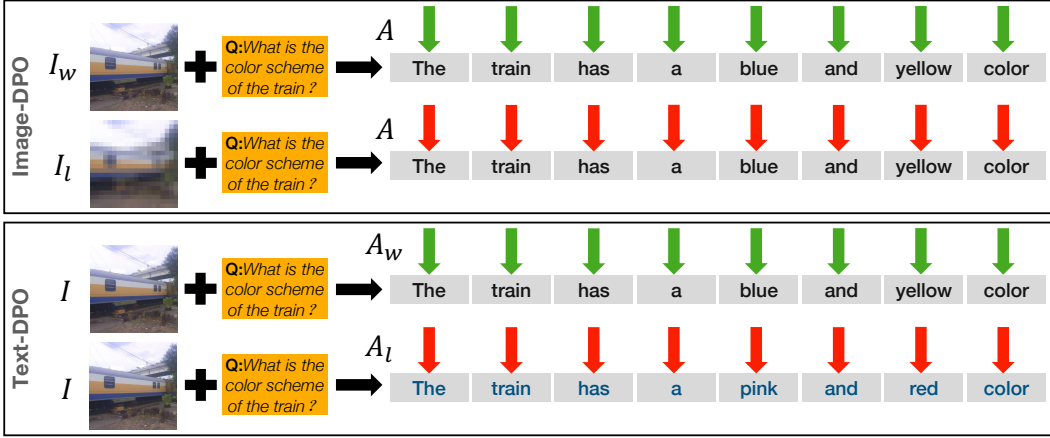 Image-DPO
I_w
Q:What is the
color scheme
of the train ?
A
The train has a blue and yellow color
I_l
Q:What is the
color scheme
of the train ?
A
The train has a blue and yellow color
Text-DPO
I
Q:What is the
color scheme
of the train ?
A_w
The train has a blue and yellow color
I
Q:What is the
color scheme
of the train ?
A_l
The train has a pink and red color